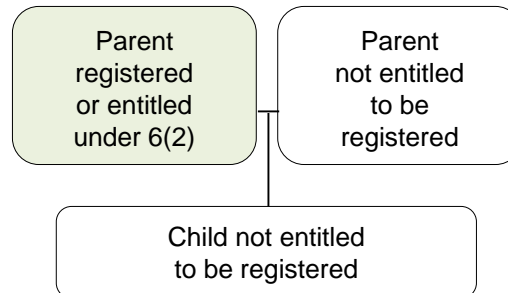 Parent
registered
or entitled
under 6(2)
Parent
not entitled
to be
registered
Child not entitled
to be registered